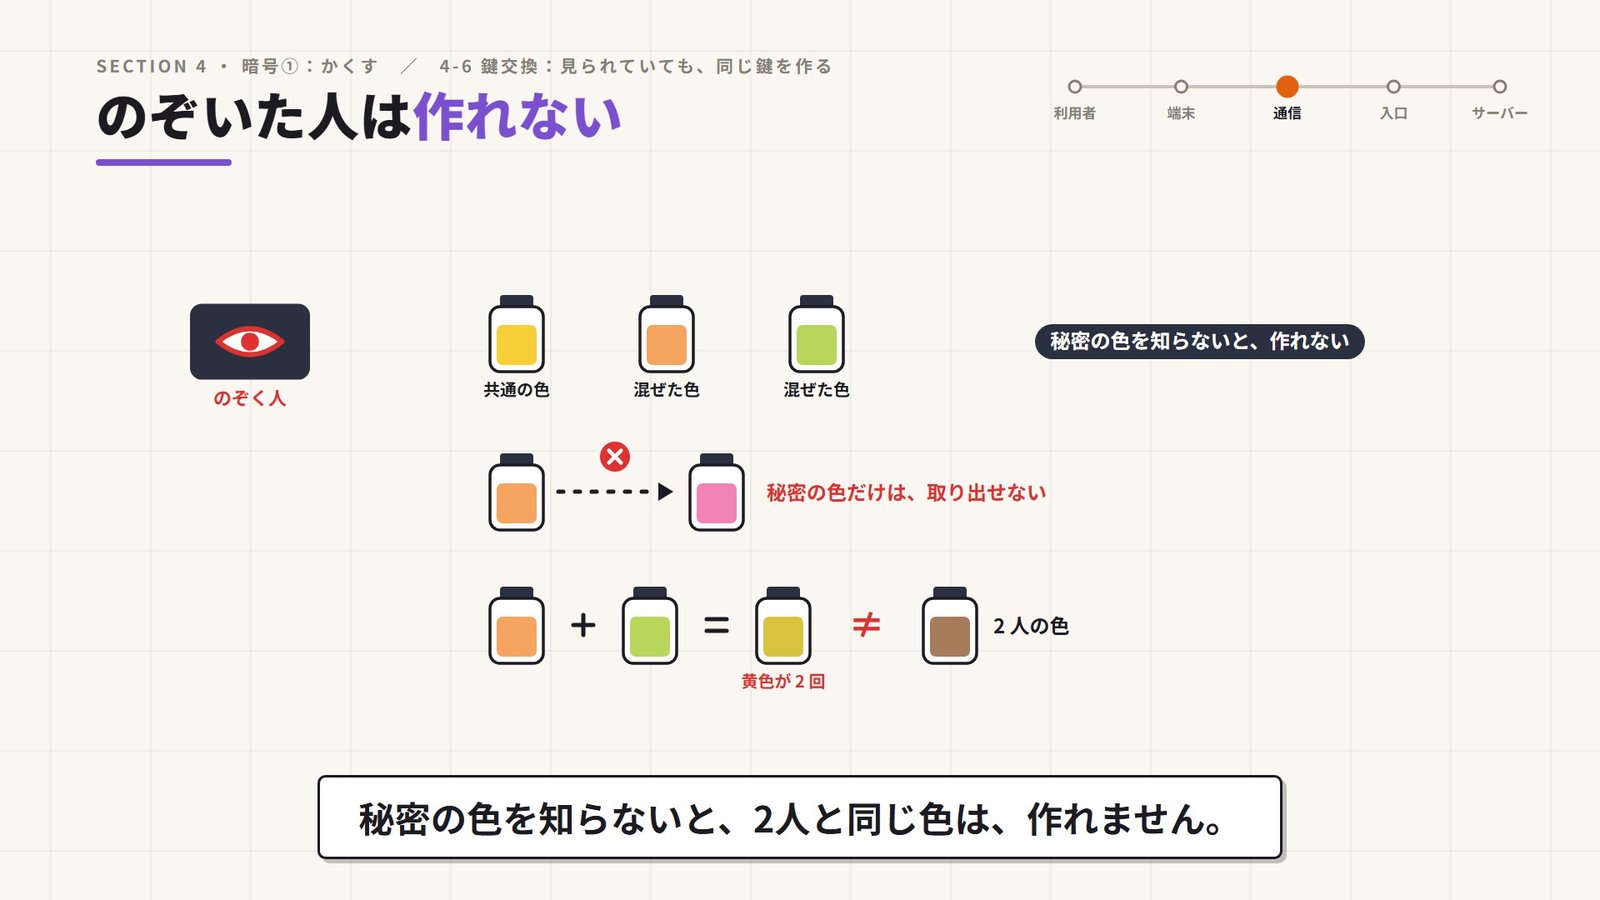 SECTION 4 ・ 暗号①：かくす ／ 4-6 鍵交換：見られていても、同じ鍵を作る
のぞいた人は作れない
利用者 端末 通信 入口 サーバー
のぞく人
共通の色 混ぜた色 混ぜた色
秘密の色を知らないと、作れない
秘密の色だけは、取り出せない
+ = ≠ 2人の色
黄色が2回
秘密の色を知らないと、2人と同じ色は、作れません。